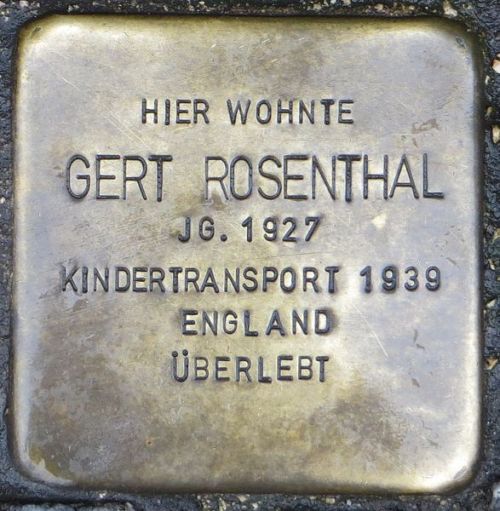 HIER WOHNTE
GERT ROSENTHAL
JG. 1927
KINDERTRANSPORT 1939
ENGLAND
ÜBERLEBT